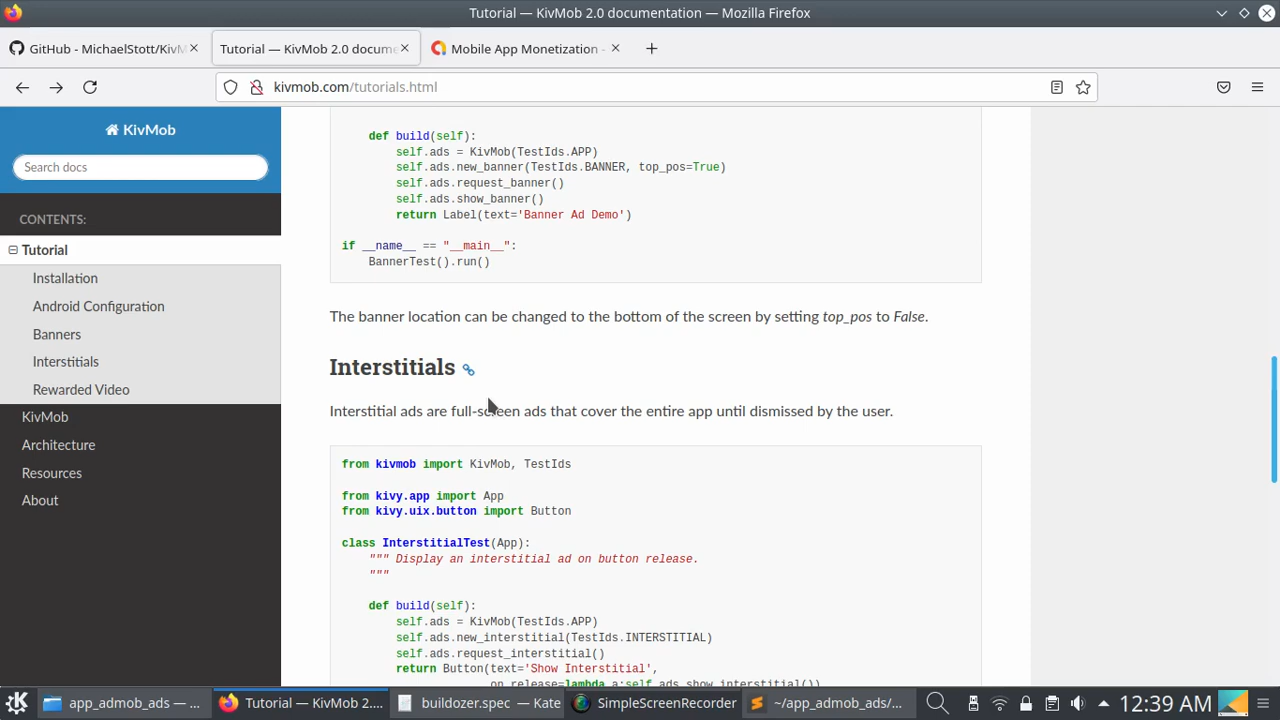 Tutorial — KivMob 2.0 documentation — Mozilla Firefox
GitHub - MichaelStott/KivM
Tutorial — KivMob 2.0 docume
Mobile App Monetization -
kivmob.com/tutorials.html
KivMob
Search docs
CONTENTS:
Tutorial
Installation
Android Configuration
Banners
Interstitials
Rewarded Video
KivMob
Architecture
Resources
About
def build(self):
self.ads = KivMob(TestIds.APP)
self.ads.new_banner(TestIds.BANNER, top_pos=True)
self.ads.request_banner()
self.ads.show_banner()
return Label(text='Banner Ad Demo')
if __name__ == "__main__":
BannerTest().run()
The banner location can be changed to the bottom of the screen by setting top_pos to False.
Interstitials
Interstitial ads are full-screen ads that cover the entire app until dismissed by the user.
from kivmob import KivMob, TestIds
from kivy.app import App
from kivy.uix.button import Button
class InterstitialTest(App):
""" Display an interstitial ad on button release.
"""
def build(self):
self.ads = KivMob(TestIds.APP)
self.ads.new_interstitial(TestIds.INTERSTITIAL)
self.ads.request_interstitial()
return Button(text='Show Interstitial',
on_release=lambda a:self.ads.show_interstitial())
app_admob_ads — ...
Tutorial — KivMob 2....
buildozer.spec — Kate
SimpleScreenRecorder
~/app_admob_ads/...
12:39 AM